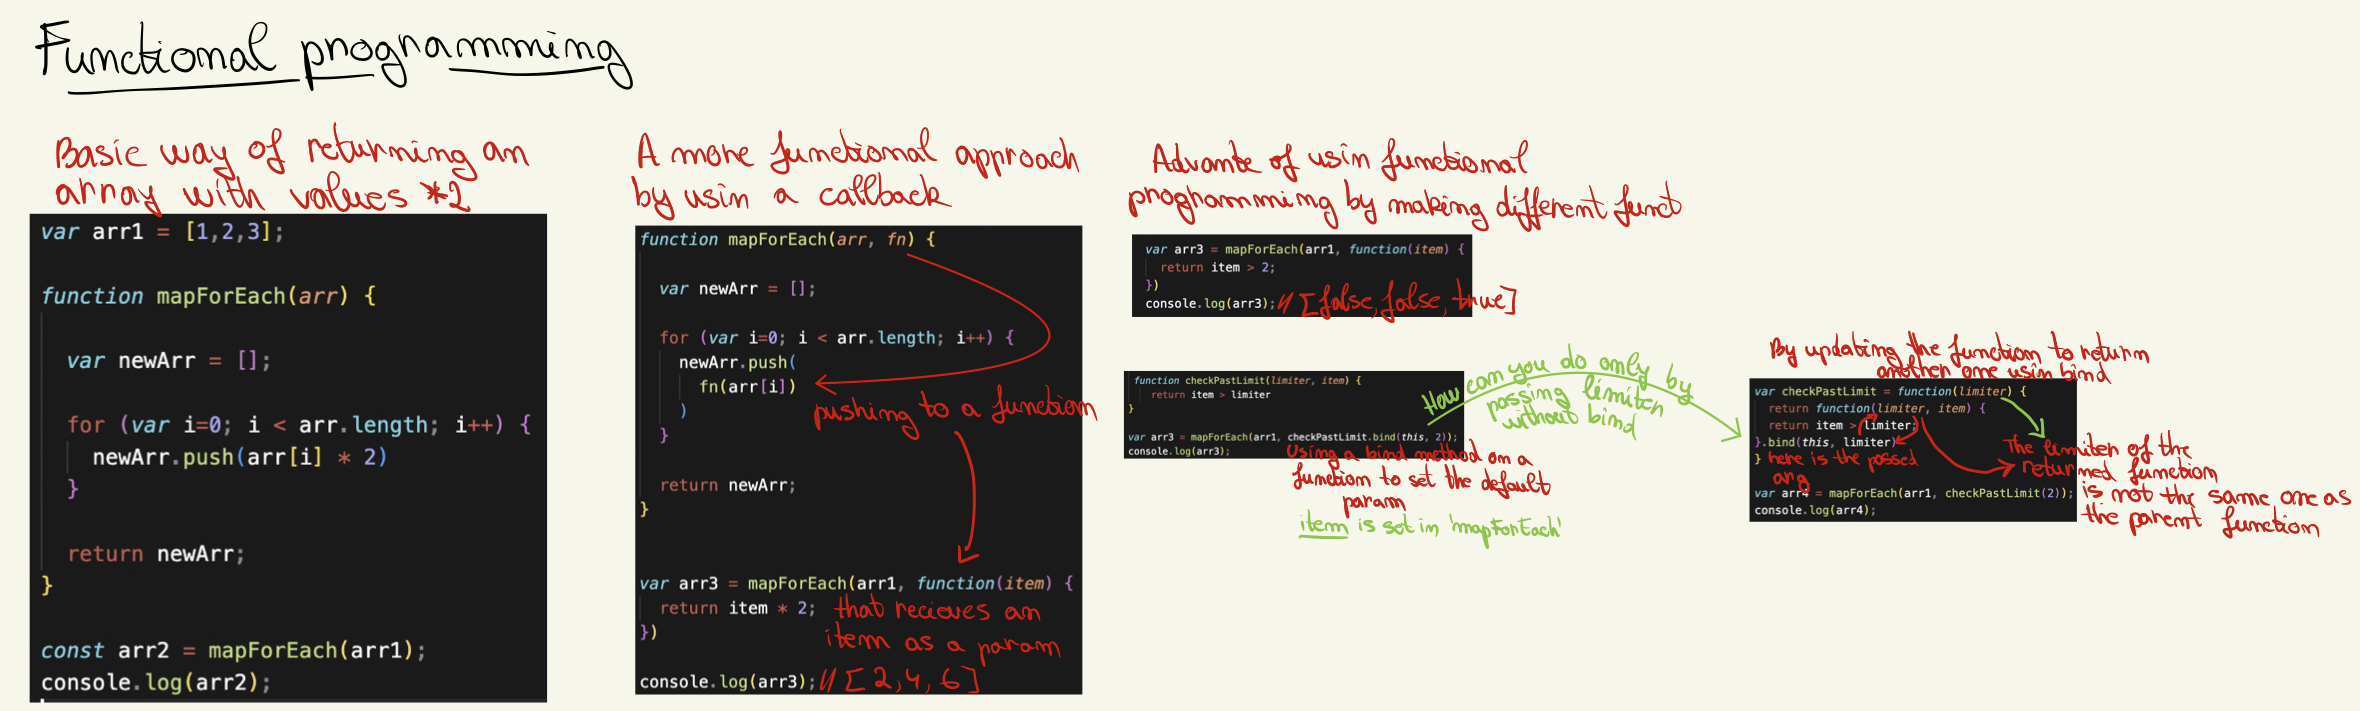 Functional programming
Basic way of returning an
array with values *2
var arr1 = [1,2,3];
function mapForEach(arr) {
var newArr = [];
for (var i=0; i < arr.length; i++) {
newArr.push(arr[i] * 2)
}
return newArr;
}
const arr2 = mapForEach(arr1);
console.log(arr2);
A more functional approach
by usin a callback
function mapForEach(arr, fn) {
var newArr = [];
for (var i=0; i < arr.length; i++) {
newArr.push(
fn(arr[i])
)
pushing to a function
}
return newArr;
}
var arr3 = mapForEach(arr1, function(item) {
return item * 2;
that recieves an
item as a param
})
console.log(arr3); // [2,4,6]
Advante of usin functional
programming by making different funct
var arr3 = mapForEach(arr1, function(item) {
return item > 2;
})
console.log(arr3); // [false, false, true]
function checkPastLimit(limiter, item) {
return item > limiter
}
var arr3 = mapForEach(arr1, checkPastLimit.bind(this, 2));
console.log(arr3);
Using a bind method on a
function to set the default
param
item is set in 'mapForEach'
How can you do only by
passing limiter
without bind
By updating the function to return
another one usin bind
var checkPastLimit = function(limiter) {
return function(limiter, item) {
return item > limiter;
}.bind(this, limiter)
} here is the passed
arg
var arr4 = mapForEach(arr1, checkPastLimit(2));
console.log(arr4);
The limiter of the
returned function
is not the same one as
the parent function